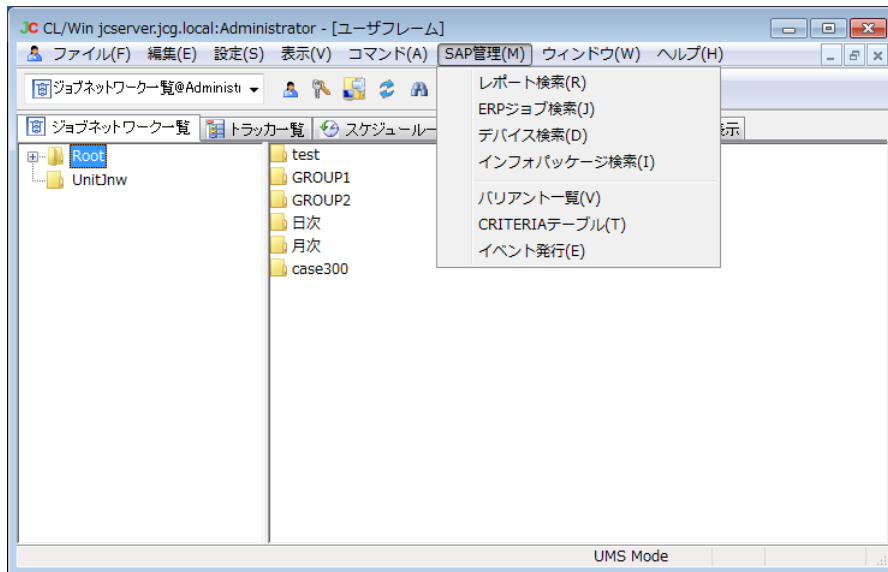 JC CL/Win jcserver.jcg.local:Administrator - [ユーザフレーム]
ファイル(F) 編集(E) 設定(S) 表示(V) コマンド(A) SAP管理(M) ウィンドウ(W) ヘルプ(H)
ジョブネットワーク一覧@Administ
ジョブネットワーク一覧 トラッカ一覧 スケジュール一 示
Root
UnitJnw
test
GROUP1
GROUP2
日次
月次
case300
レポート検索(R)
ERPジョブ検索(J)
デバイス検索(D)
インフォパッケージ検索(I)
バリアント一覧(V)
CRITERIAテーブル(T)
イベント発行(E)
UMS Mode